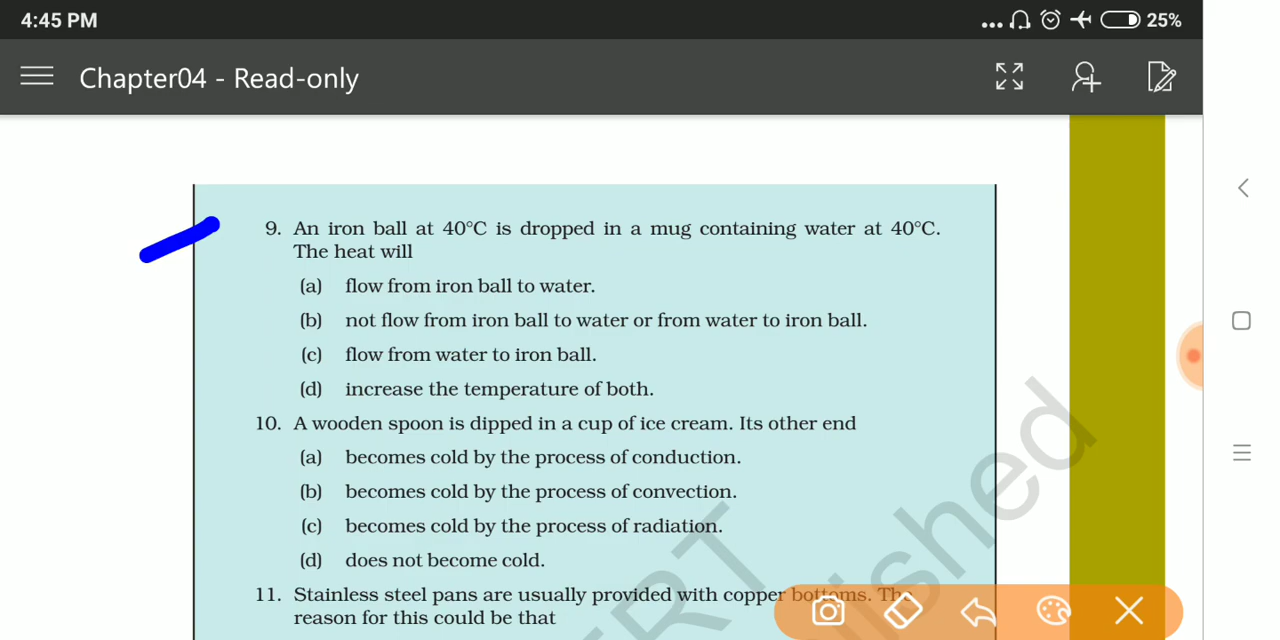 4:45 PM
25%
Chapter04 - Read-only
9. An iron ball at 40°C is dropped in a mug containing water at 40°C.
The heat will
(a) flow from iron ball to water.
(b) not flow from iron ball to water or from water to iron ball.
(c) flow from water to iron ball.
(d) increase the temperature of both.
10. A wooden spoon is dipped in a cup of ice cream. Its other end
(a) becomes cold by the process of conduction.
(b) becomes cold by the process of convection.
(c) becomes cold by the process of radiation.
(d) does not become cold.
11. Stainless steel pans are usually provided with copper bottoms. The
reason for this could be that